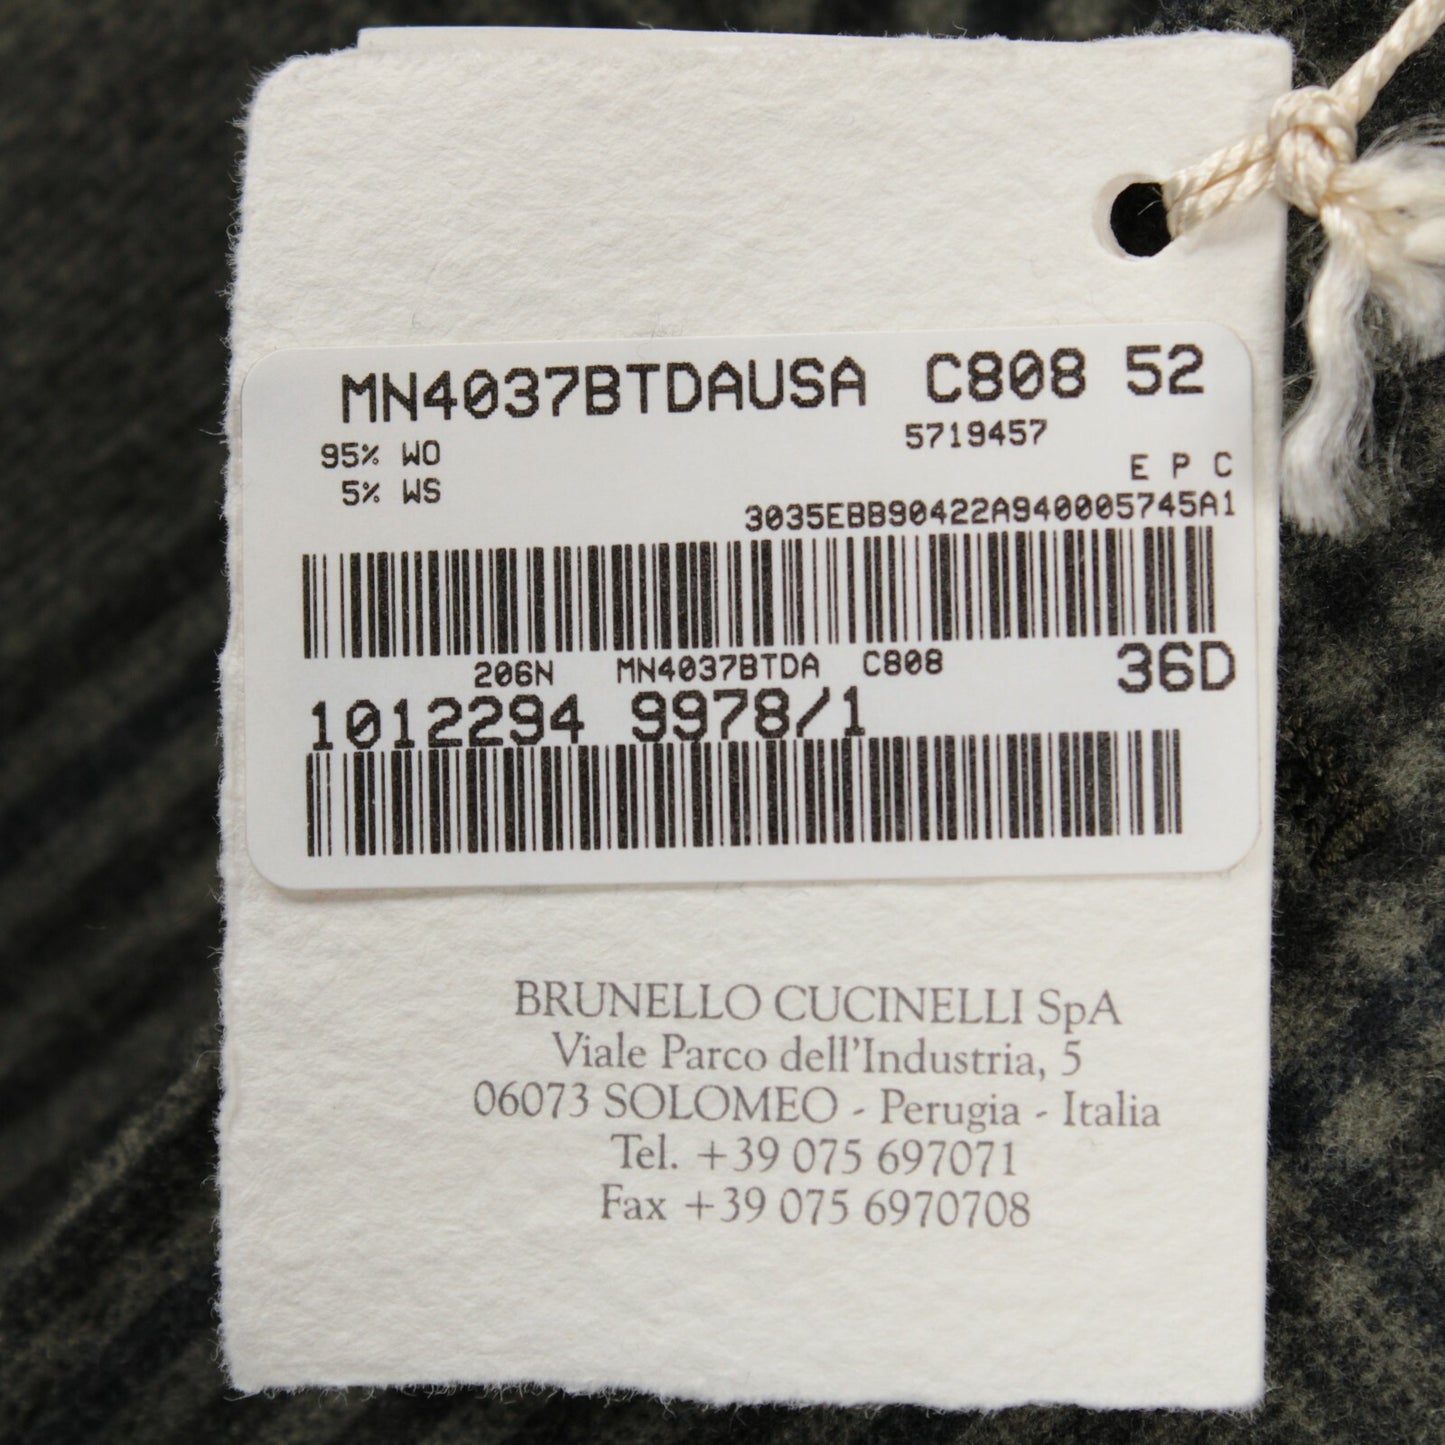 MN4037BTDAUSA C808 52
95% WO 5719457
5% WS E P C
3035EBB90422A940005745A1
206N MN4037BTDA C808 36D
1012294 9978/1
BRUNELLO CUCINELLI SpA
Viale Parco dell'Industria, 5
06073 SOLOMEO - Perugia - Italia
Tel. +39 075 697071
Fax +39 075 6970708